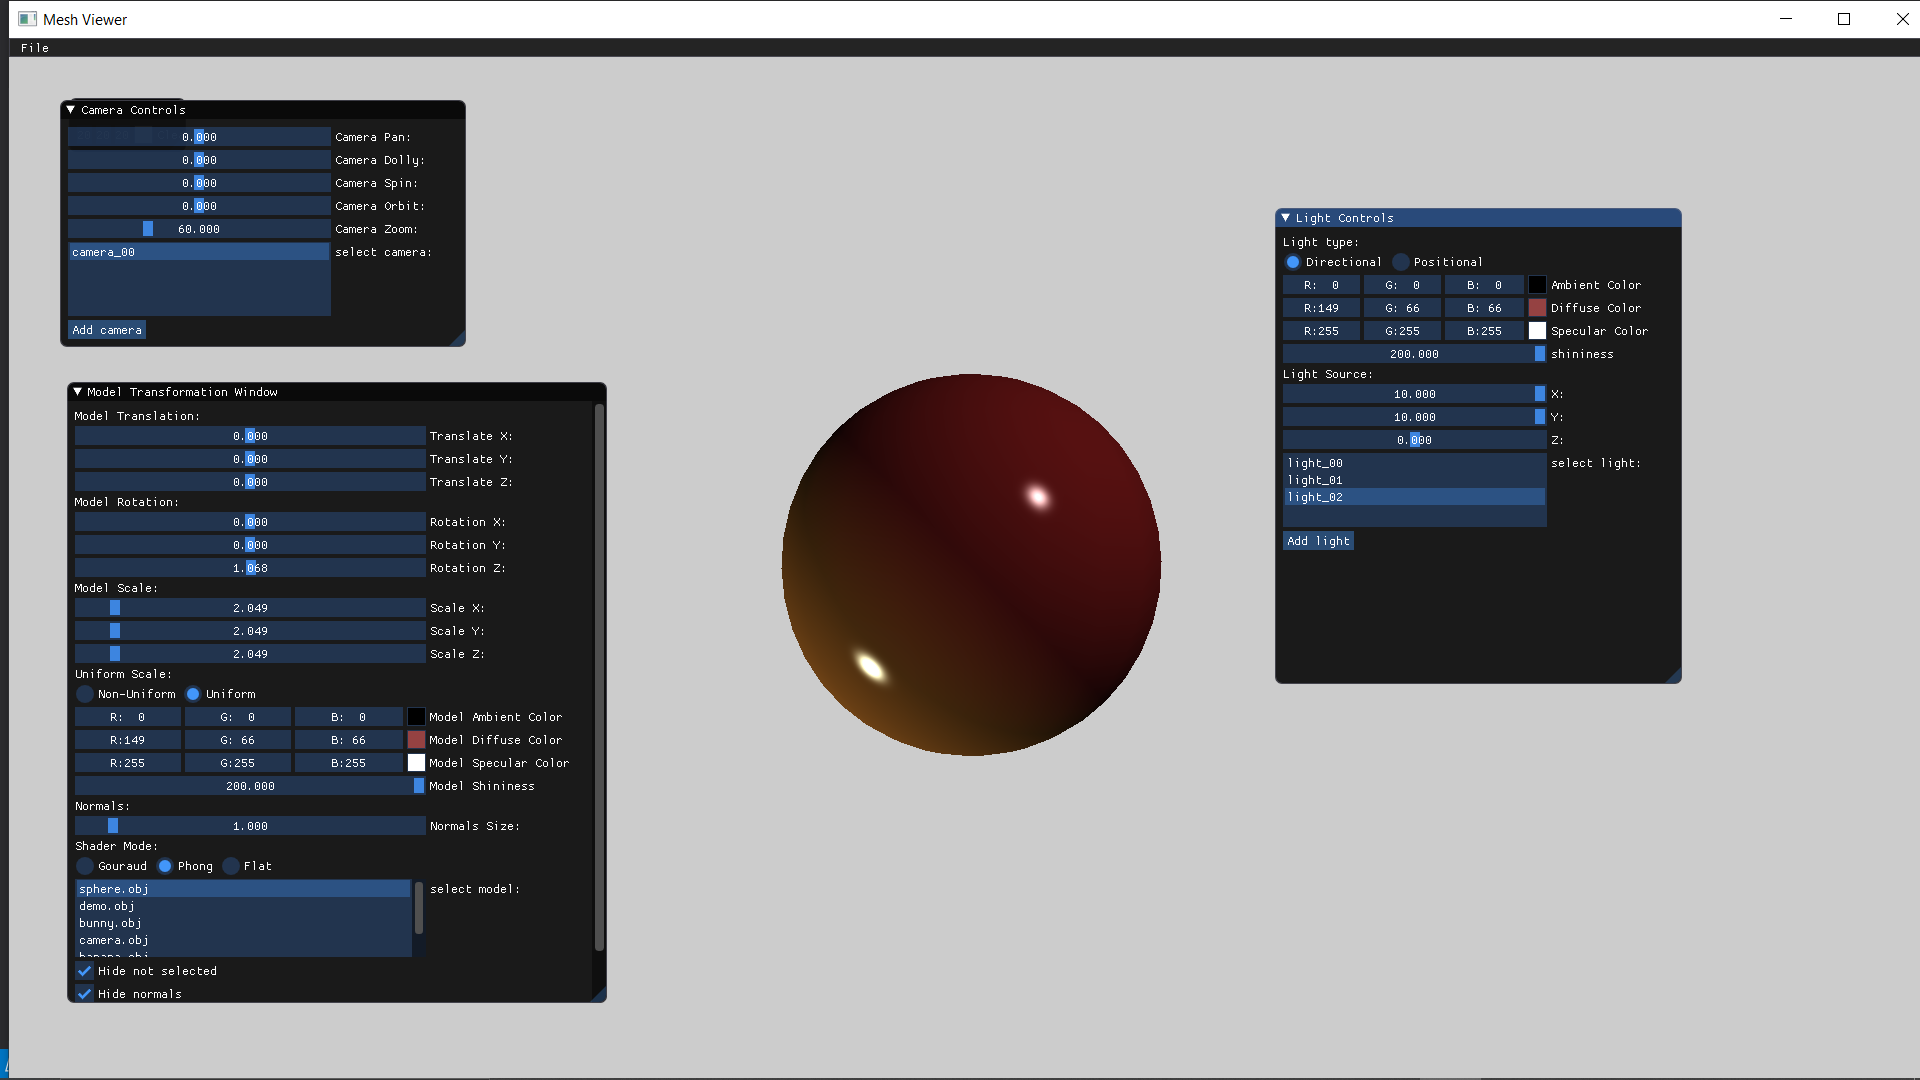 Mesh Viewer
File
Camera Controls
0.000 Camera Pan:
0.000 Camera Dolly:
0.000 Camera Spin:
0.000 Camera Orbit:
60.000 Camera Zoom:
camera_00 select camera:
Add camera
Model Transformation Window
Model Translation:
0.000 Translate X:
0.000 Translate Y:
0.000 Translate Z:
Model Rotation:
0.000 Rotation X:
0.000 Rotation Y:
1.068 Rotation Z:
Model Scale:
2.049 Scale X:
2.049 Scale Y:
2.049 Scale Z:
Uniform Scale:
Non-Uniform Uniform
R: 0 G: 0 B: 0 Model Ambient Color
R:149 G: 66 B: 66 Model Diffuse Color
R:255 G:255 B:255 Model Specular Color
200.000 Model Shininess
Normals:
1.000 Normals Size:
Shader Mode:
Gouraud Phong Flat
sphere.obj select model:
demo.obj
bunny.obj
camera.obj
banana.obj
Hide not selected
Hide normals
Light Controls
Light type:
Directional Positional
R: 0 G: 0 B: 0 Ambient Color
R:149 G: 66 B: 66 Diffuse Color
R:255 G:255 B:255 Specular Color
200.000 shininess
Light Source:
10.000 X:
10.000 Y:
0.000 Z:
light_00 select light:
light_01
light_02
Add light